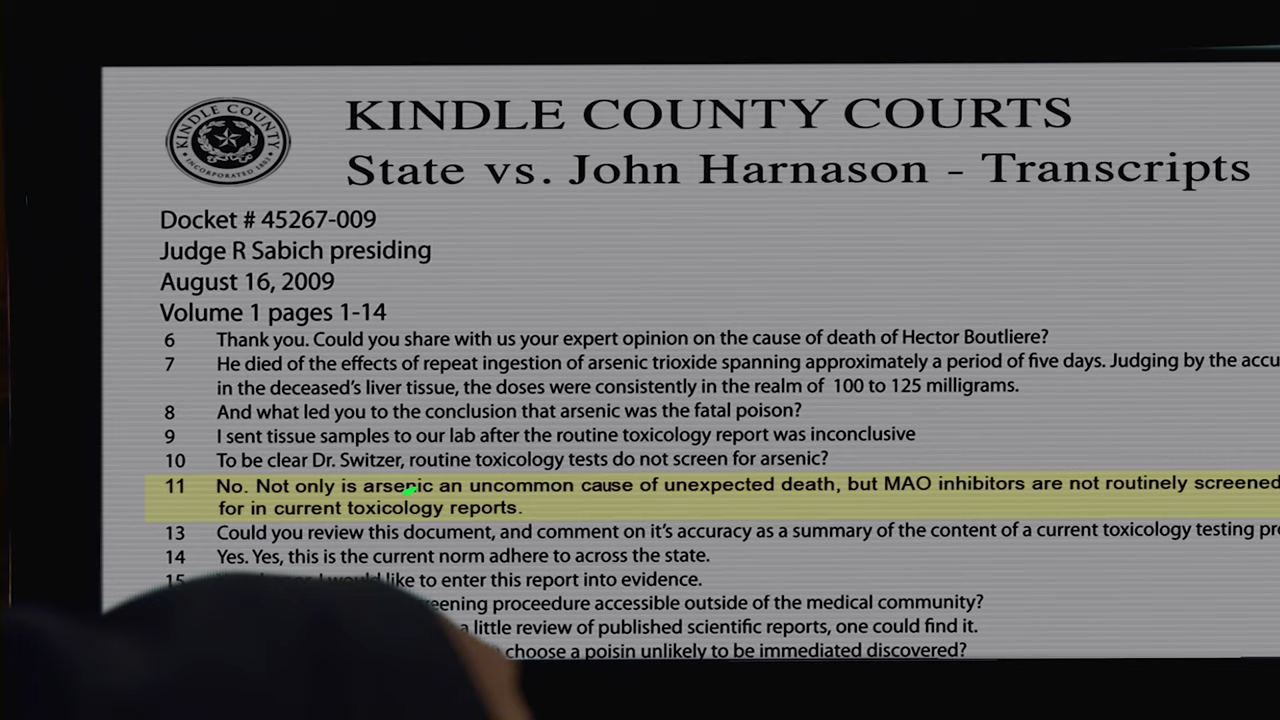 KINDLE COUNTY
INCORPORATED
KINDLE COUNTY COURTS
State vs. John Harnason - Transcripts
Docket # 45267-009
Judge R Sabich presiding
August 16, 2009
Volume 1 pages 1-14
6 Thank you. Could you share with us your expert opinion on the cause of death of Hector Boutliere?
7 He died of the effects of repeat ingestion of arsenic trioxide spanning approximately a period of five days. Judging by the accu
in the deceased's liver tissue, the doses were consistently in the realm of 100 to 125 milligrams.
8 And what led you to the conclusion that arsenic was the fatal poison?
9 I sent tissue samples to our lab after the routine toxicology report was inconclusive
10 To be clear Dr. Switzer, routine toxicology tests do not screen for arsenic?
11 No. Not only is arsenic an uncommon cause of unexpected death, but MAO inhibitors are not routinely screened
for in current toxicology reports.
13 Could you review this document, and comment on it's accuracy as a summary of the content of a current toxicology testing pro
14 Yes. Yes, this is the current norm adhere to across the state.
15 I would like to enter this report into evidence.
eening proceedure accessible outside of the medical community?
a little review of published scientific reports, one could find it.
choose a poisin unlikely to be immediated discovered?